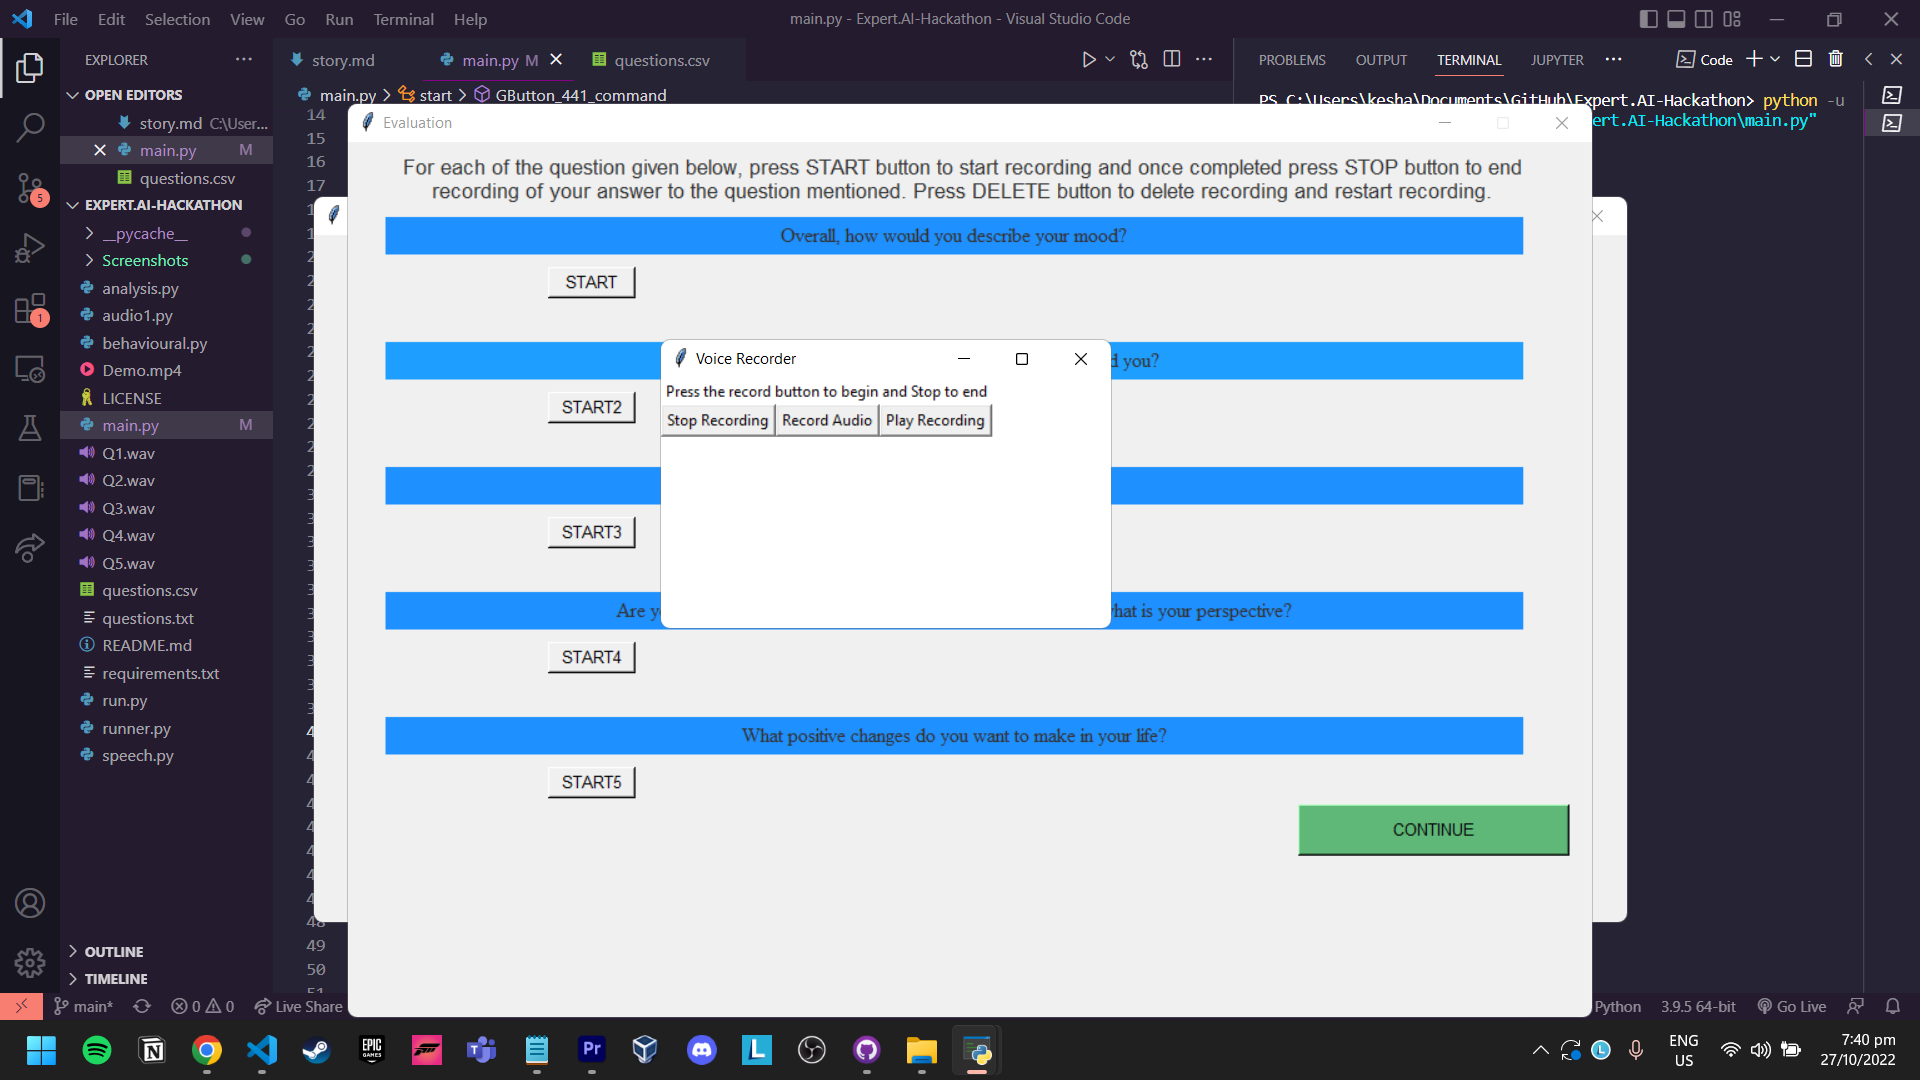 File Edit Selection View Go Run Terminal Help
main.py - Expert.AI-Hackathon - Visual Studio Code
EXPLORER
OPEN EDITORS
story.md C:\User...
main.py M
questions.csv
EXPERT.AI-HACKATHON
__pycache__
Screenshots
analysis.py
audio1.py
behavioural.py
Demo.mp4
LICENSE
main.py M
Q1.wav
Q2.wav
Q3.wav
Q4.wav
Q5.wav
questions.csv
questions.txt
README.md
requirements.txt
run.py
runner.py
speech.py
OUTLINE
TIMELINE
5
1
story.md
main.py M
questions.csv
main.py > start > GButton_441_command
14
15
16
17
48
49
50
PROBLEMS OUTPUT TERMINAL JUPYTER
Code
PS C:\Users\kesha\Documents\GitHub\Expert.AI-Hackathon> python -u
ert.AI-Hackathon\main.py"
Evaluation
For each of the question given below, press START button to start recording and once completed press STOP button to end
recording of your answer to the question mentioned. Press DELETE button to delete recording and restart recording.
Overall, how would you describe your mood?
START
d you?
START2
START3
Are y
hat is your perspective?
START4
What positive changes do you want to make in your life?
START5
CONTINUE
Voice Recorder
Press the record button to begin and Stop to end
Stop Recording Record Audio Play Recording
main* 0 0 Live Share
Python 3.9.5 64-bit Go Live
EPIC GAMES
Pr
L
ENG
US
7:40 pm
27/10/2022